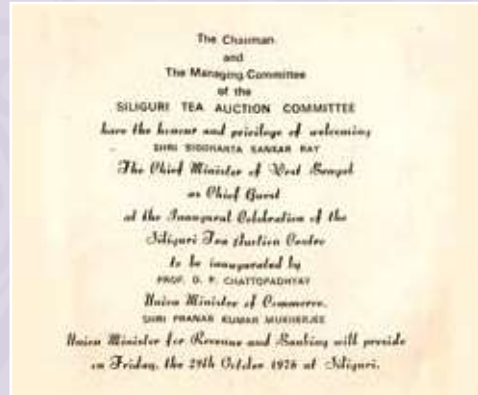 The Chairman
and
The Managing Committee
of the
SILIGURI TEA AUCTION COMMITTEE
have the honour and privilege of welcoming
SHRI SIDDHARTA SANKAR RAY
The Chief Minister of West Bengal
as Chief Guest
at the Inaugural Celebration of the
Siliguri Tea Auction Centre
to be inaugurated by
PROF. D. P. CHATTOPADHYAY
Union Minister of Commerce.
SHRI PRANAB KUMAR MUKHERJEE
Union Minister for Revenue and Banking will preside
on Friday, the 29th October 1976 at Siliguri.